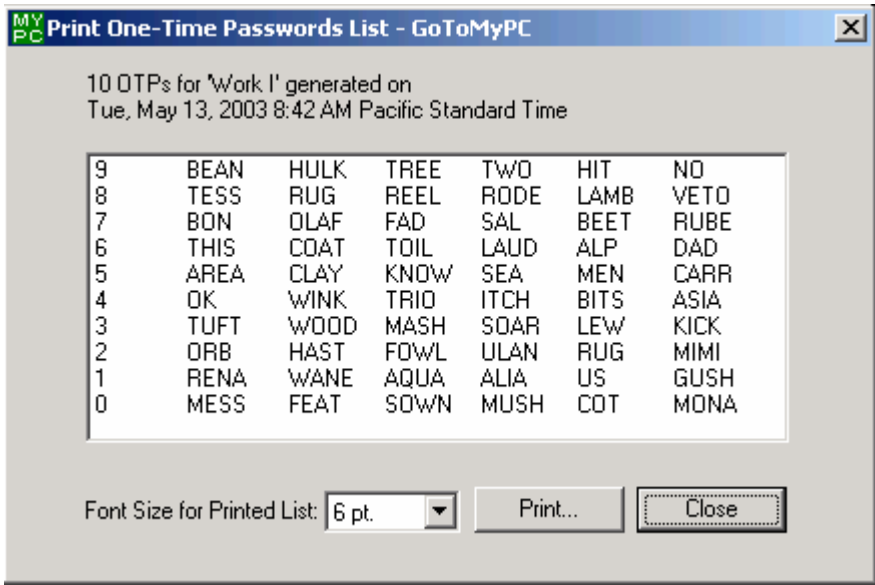 MY PC Print One-Time Passwords List - GoToMyPC
10 OTPs for 'Work I' generated on
Tue, May 13, 2003 8:42 AM Pacific Standard Time
9 BEAN HULK TREE TWO HIT NO
8 TESS RUG REEL RODE LAMB VETO
7 BON OLAF FAD SAL BEET RUBE
6 THIS COAT TOIL LAUD ALP DAD
5 AREA CLAY KNOW SEA MEN CARR
4 OK WINK TRIO ITCH BITS ASIA
3 TUFT WOOD MASH SOAR LEW KICK
2 ORB HAST FOWL ULAN RUG MIMI
1 RENA WANE AQUA ALIA US GUSH
0 MESS FEAT SOWN MUSH COT MONA
Font Size for Printed List: 6 pt. Print... Close